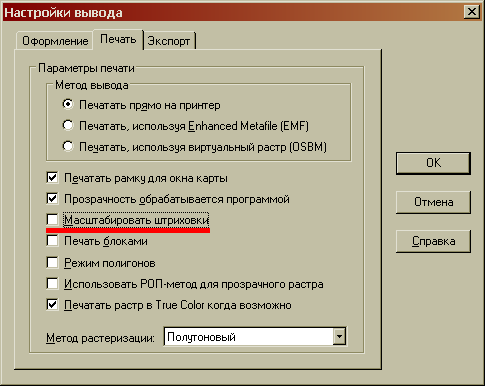 Настройки вывода
Оформление Печать Экспорт
Параметры печати
Метод вывода
Печатать прямо на принтер
Печатать, используя Enhanced Metafile (EMF)
Печатать, используя виртуальный растр (OSBM)
Печатать рамку для окна карты
Прозрачность обрабатывается программой
Масштабировать штриховки
Печать блоками
Режим полигонов
Использовать РОП-метод для прозрачного растра
Печатать растр в True Color когда возможно
Метод растеризации: Полутоновый
OK
Отмена
Справка